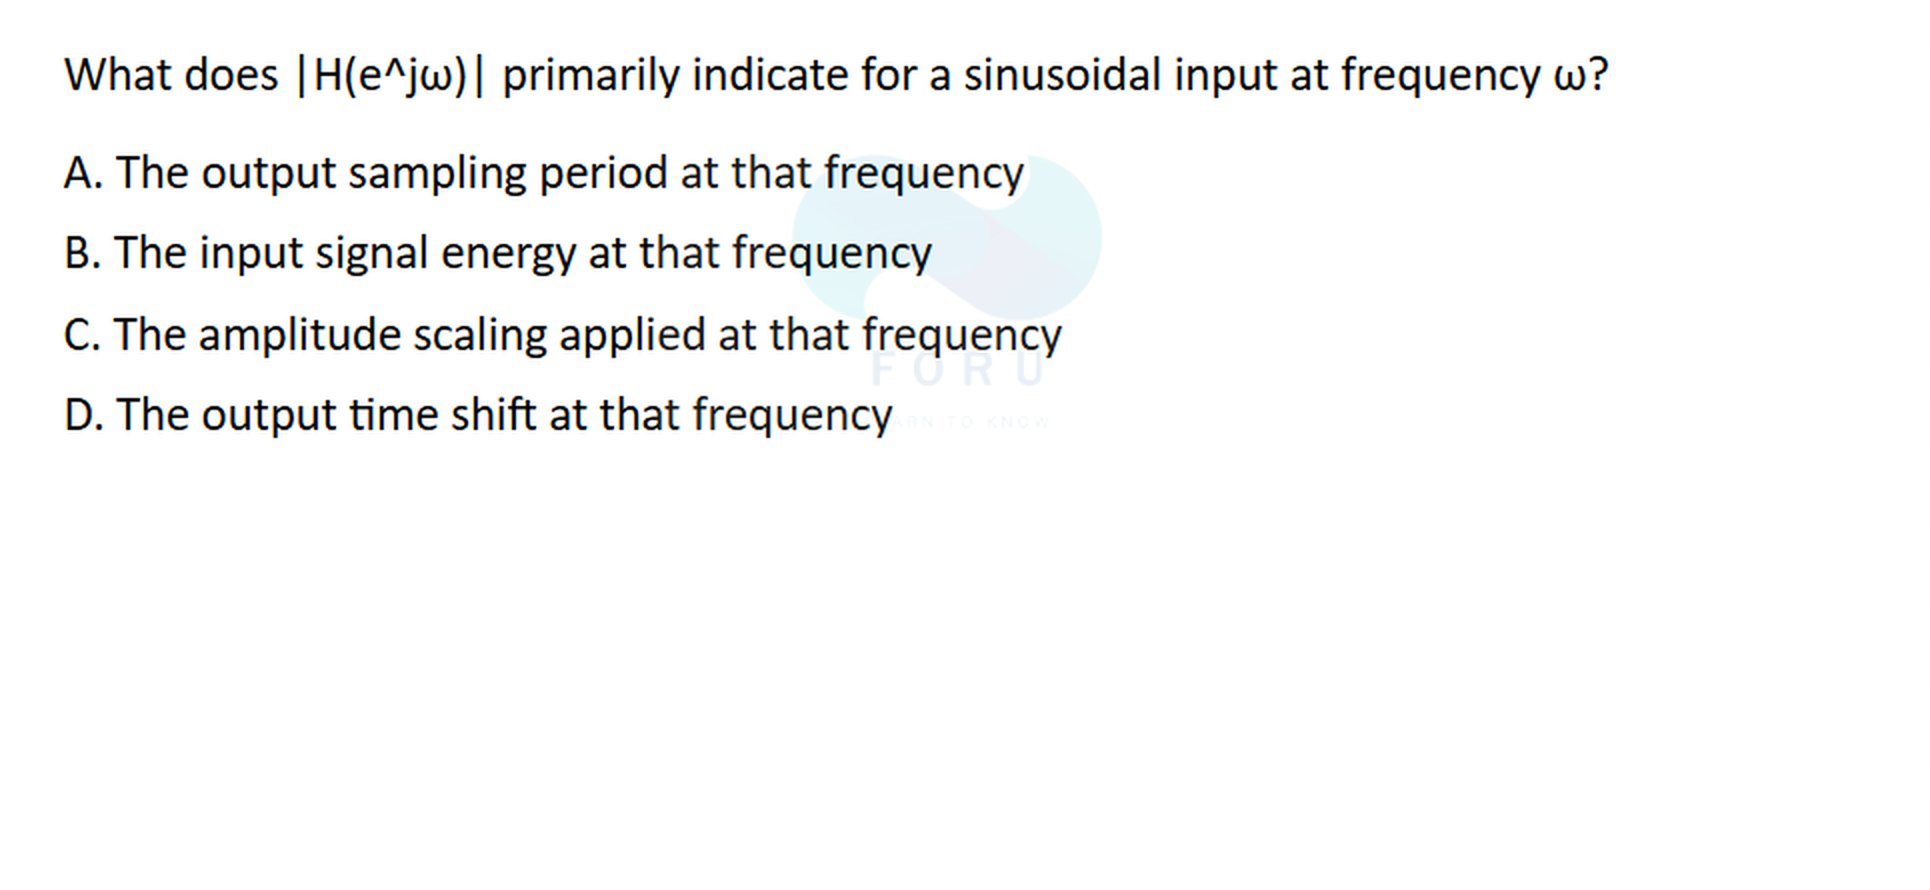 What does |H(e^jω)| primarily indicate for a sinusoidal input at frequency ω?
A. The output sampling period at that frequency
B. The input signal energy at that frequency
C. The amplitude scaling applied at that frequency
FORU
D. The output time shift at that frequency
TO KNOW